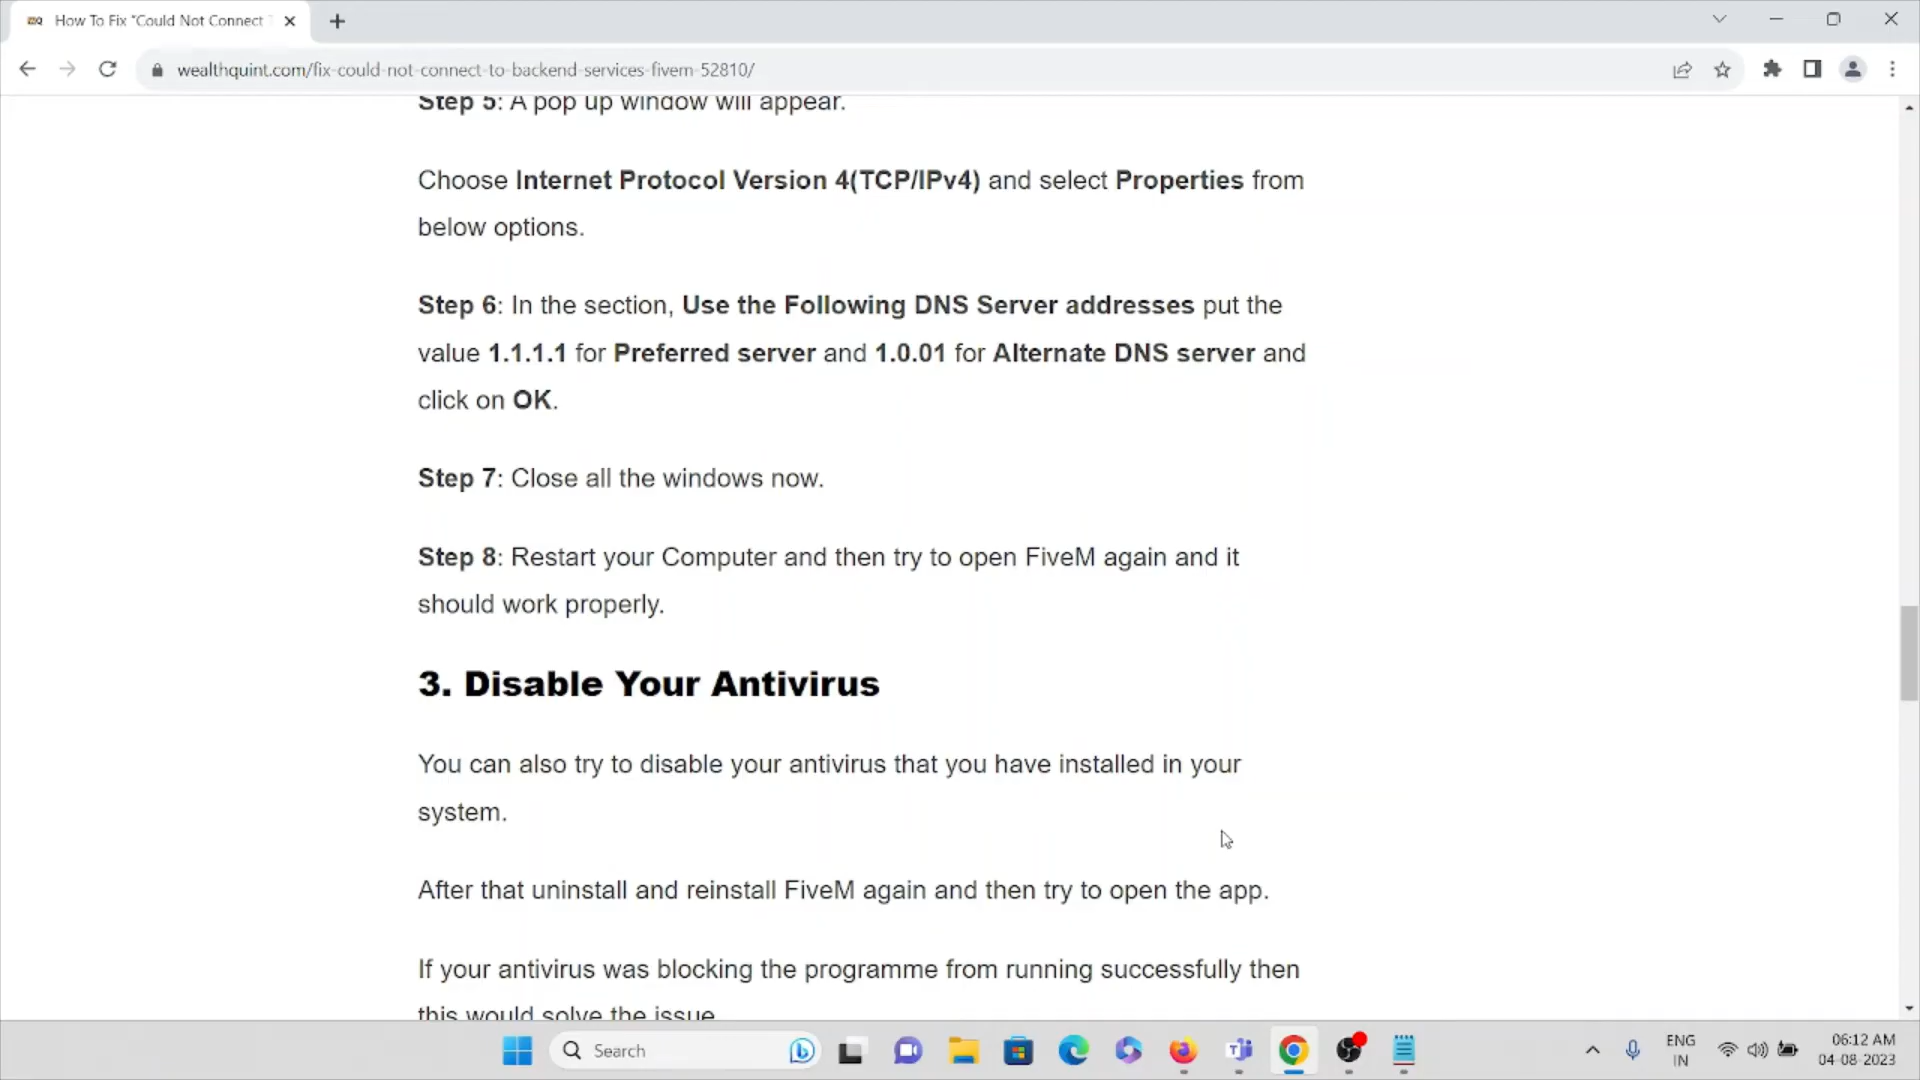 How To Fix "Could Not Connect T
wealthquint.com/fix-could-not-connect-to-backend-services-fivem-52810/
Step 5: A pop up window will appear.
Choose Internet Protocol Version 4(TCP/IPv4) and select Properties from
below options.
Step 6: In the section, Use the Following DNS Server addresses put the
value 1.1.1.1 for Preferred server and 1.0.01 for Alternate DNS server and
click on OK.
Step 7: Close all the windows now.
Step 8: Restart your Computer and then try to open FiveM again and it
should work properly.
3. Disable Your Antivirus
You can also try to disable your antivirus that you have installed in your
system.
After that uninstall and reinstall FiveM again and then try to open the app.
If your antivirus was blocking the programme from running successfully then
this would solve the issue
Search
ENG
IN
06:12 AM
04-08-2023